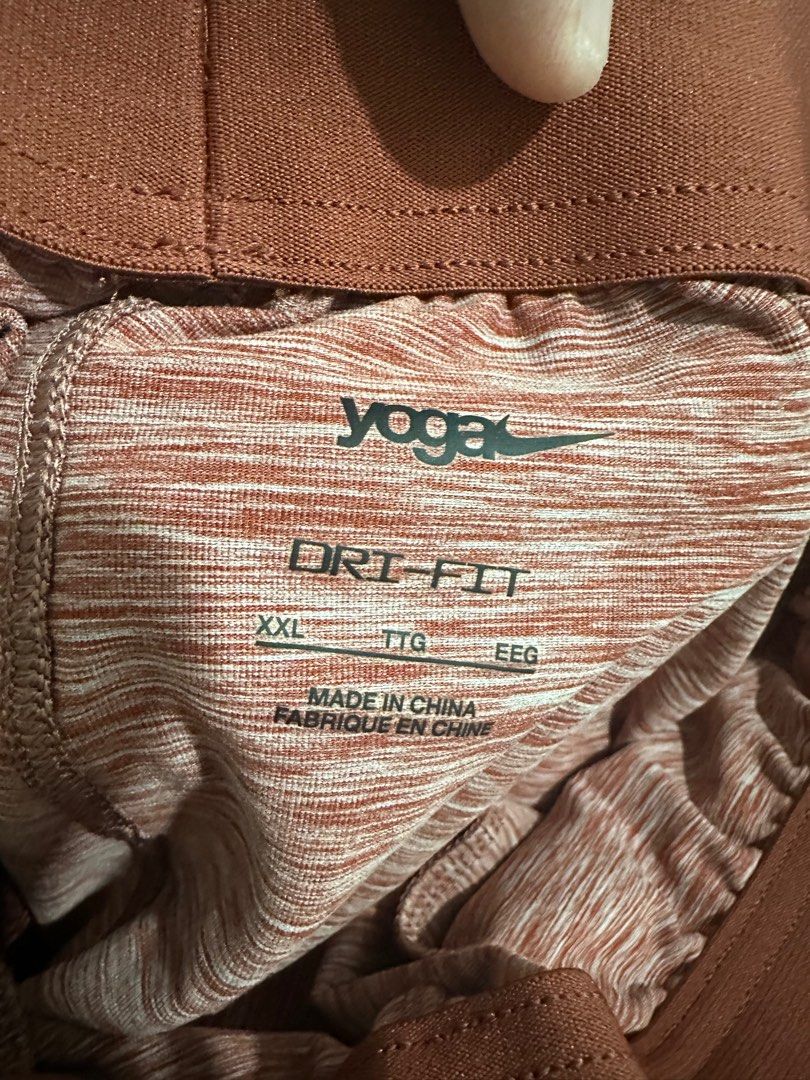 yoga
DRI-FIT
XXL TTG EEG
MADE IN CHINA
FABRIQUE EN CHINE